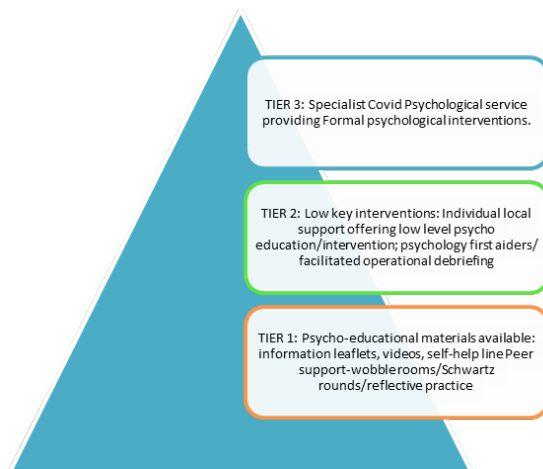 TIER 3: Specialist Covid Psychological service
providing Formal psychological interventions.
TIER 2: Low key interventions: Individual local
support offering low level psycho
education/intervention; psychology first aiders/
facilitated operational debriefing
TIER 1: Psycho-educational materials available:
information leaflets, videos, self-help line Peer
support-wobble rooms/Schwartz
rounds/reflective practice